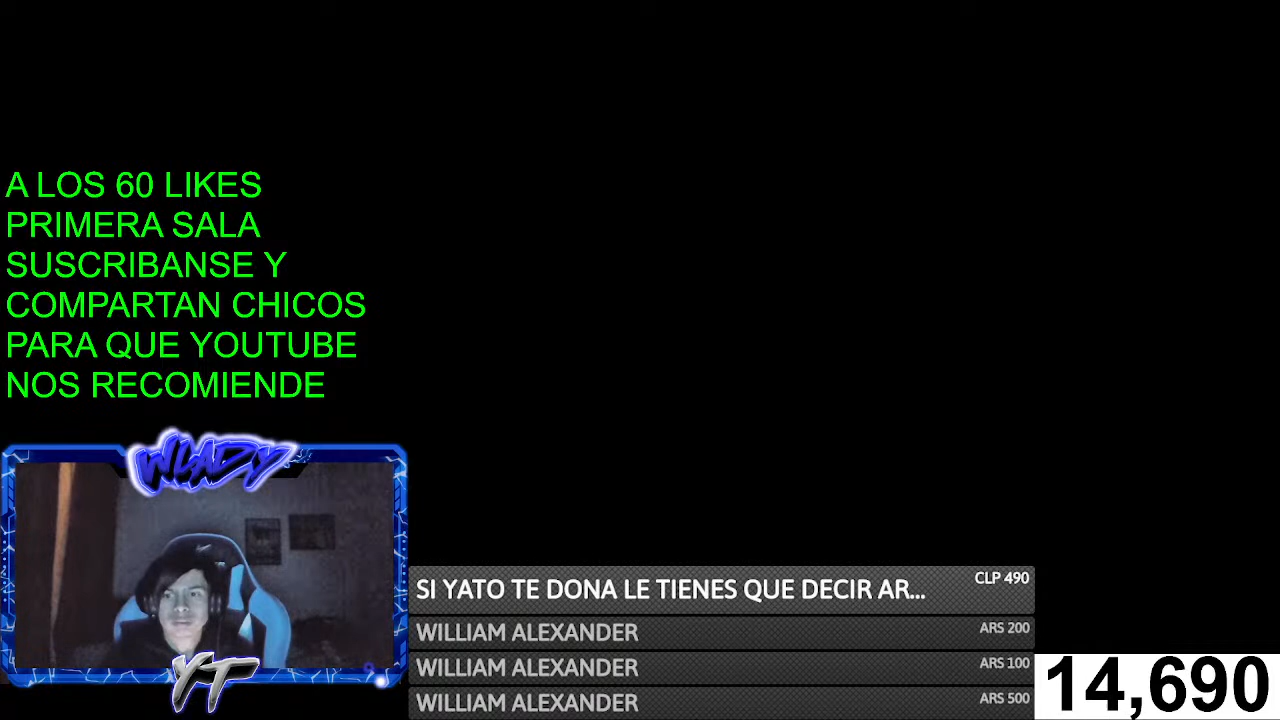 A LOS 60 LIKES
PRIMERA SALA
SUSCRIBANSE Y
COMPARTAN CHICOS
PARA QUE YOUTUBE
NOS RECOMIENDE
WLADY
YT
SI YATO TE DONA LE TIENES QUE DECIR AR... CLP 490
WILLIAM ALEXANDER ARS 200
WILLIAM ALEXANDER ARS 100
WILLIAM ALEXANDER ARS 500
14,690